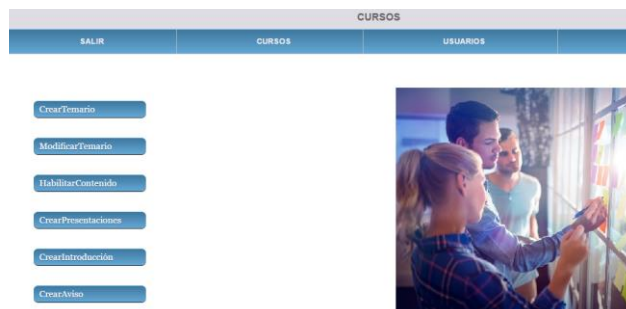 CURSOS
SALIR CURSOS USUARIOS
CrearTemario
ModificarTemario
HabilitarContenido
CrearPresentaciones
CrearIntroducción
CrearAviso